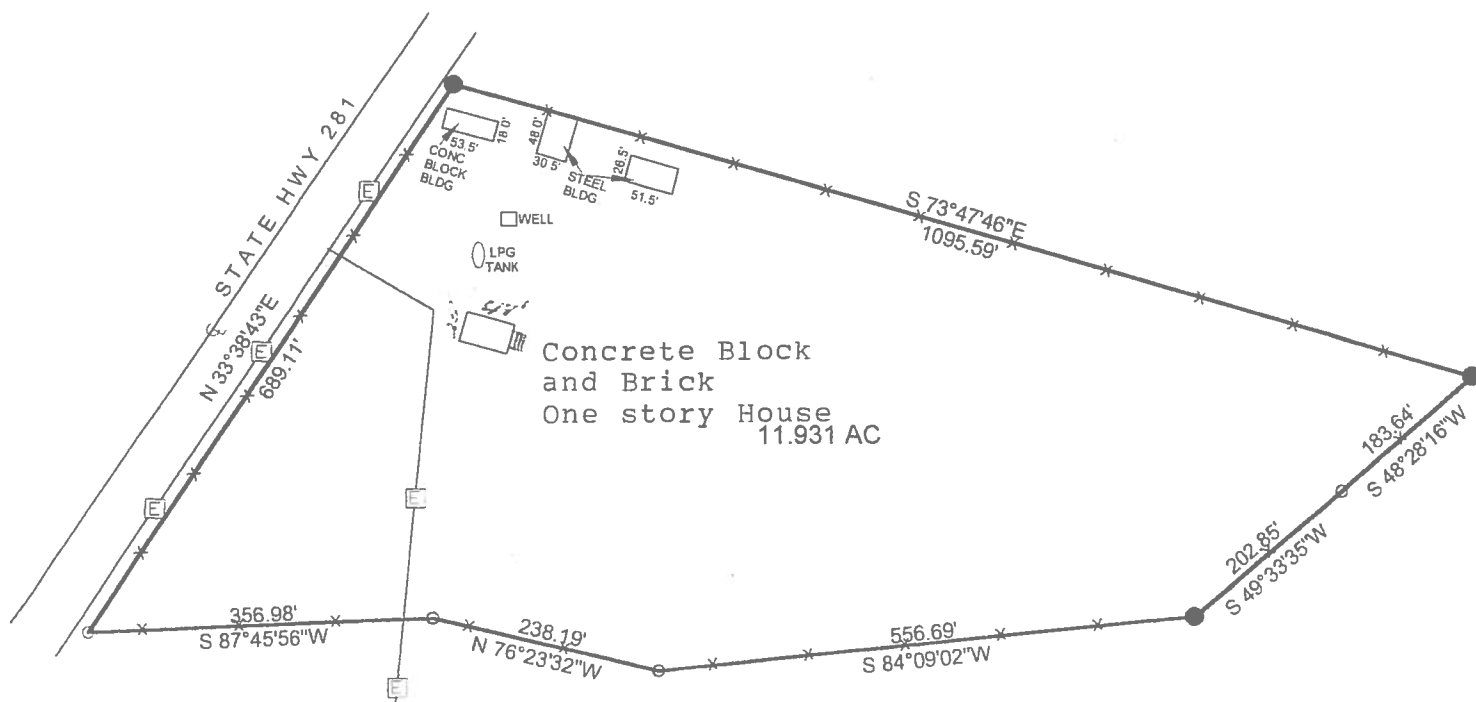 STATE HWY 281
N 33°38'43"E
689.11'
53.5'
18.0'
CONC
BLOCK
BLDG
48.0'
30 5'
STEEL
BLDG
51.5'
WELL
LPG
TANK
S 73°47'46"E
1095.59'
Concrete Block
and Brick
One story House
11.931 AC
183.64'
S 48°28'16"W
202.85'
S 49°33'35"W
356.98'
S 87°45'56"W
238.19'
N 76°23'32"W
556.69'
S 84°09'02"W
E
E
E
E
E